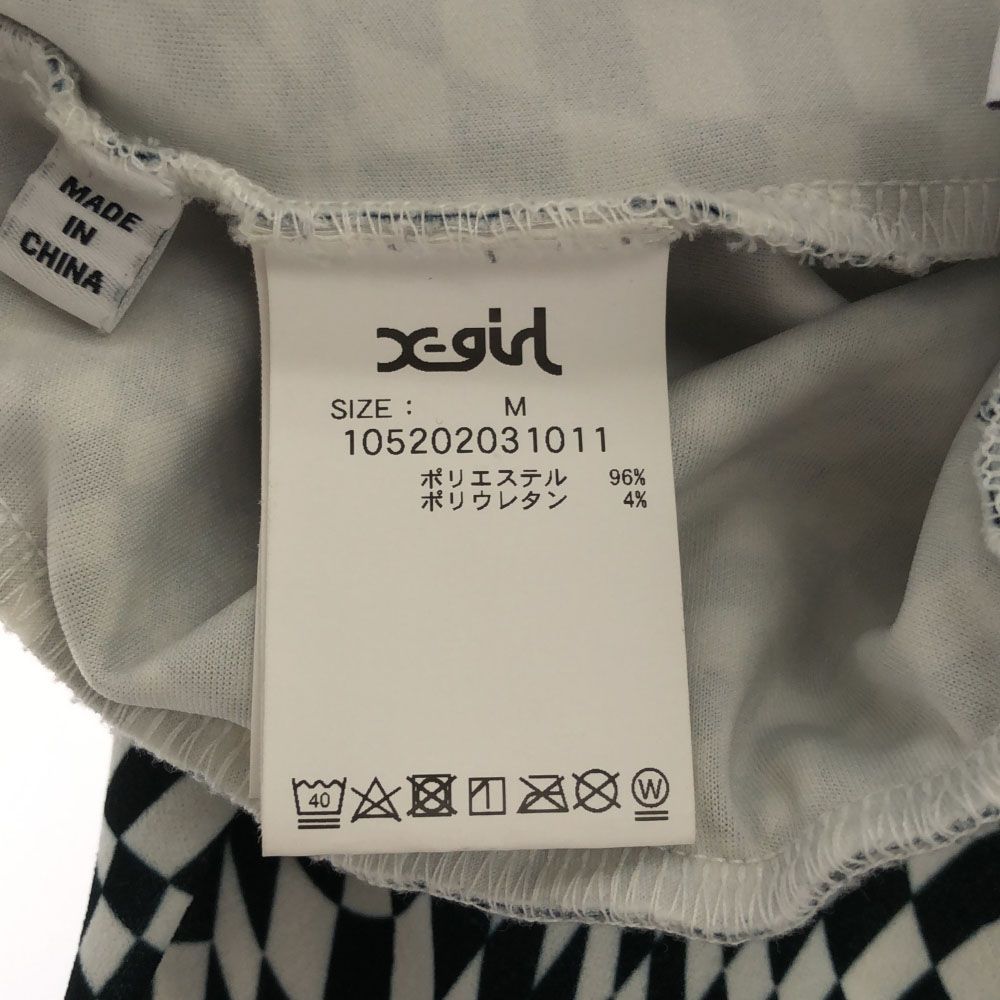 MADE
IN
CHINA
X-girl
SIZE : M
105202031011
ポリエステル 96%
ポリウレタン 4%
40
W